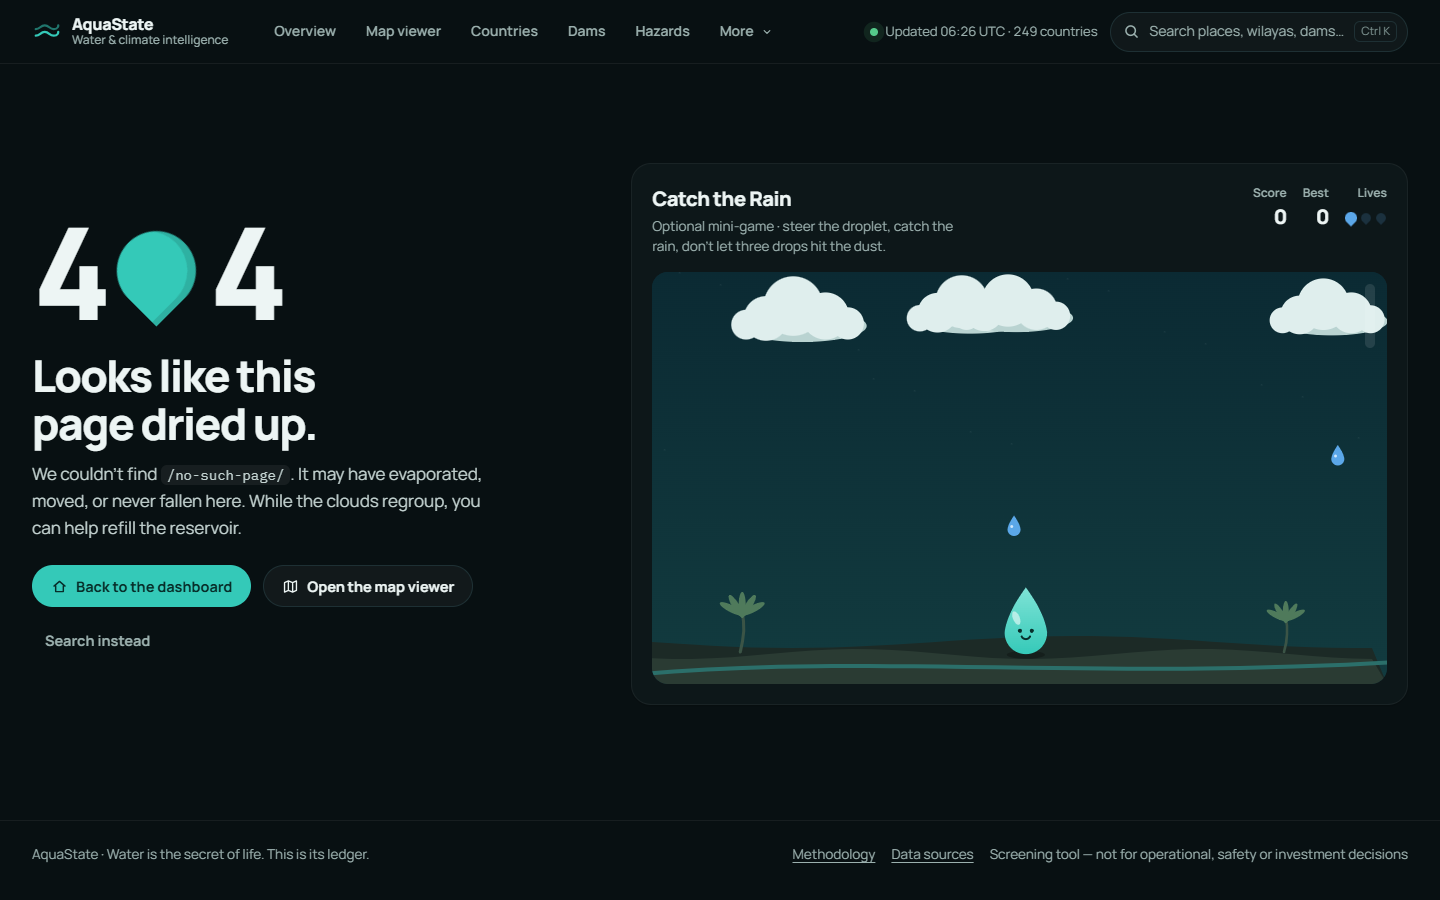 AquaState
Water & climate intelligence
Overview
Map viewer
Countries
Dams
Hazards
More
Updated 06:26 UTC · 249 countries
Search places, wilayas, dams...
Ctrl K
4 4
Looks like this
page dried up.
We couldn't find /no-such-page/. It may have evaporated,
moved, or never fallen here. While the clouds regroup, you
can help refill the reservoir.
Back to the dashboard
Open the map viewer
Search instead
Catch the Rain
Optional mini-game · steer the droplet, catch the
rain, don't let three drops hit the dust.
Score
Best
Lives
0
0
AquaState · Water is the secret of life. This is its ledger.
Methodology
Data sources
Screening tool — not for operational, safety or investment decisions